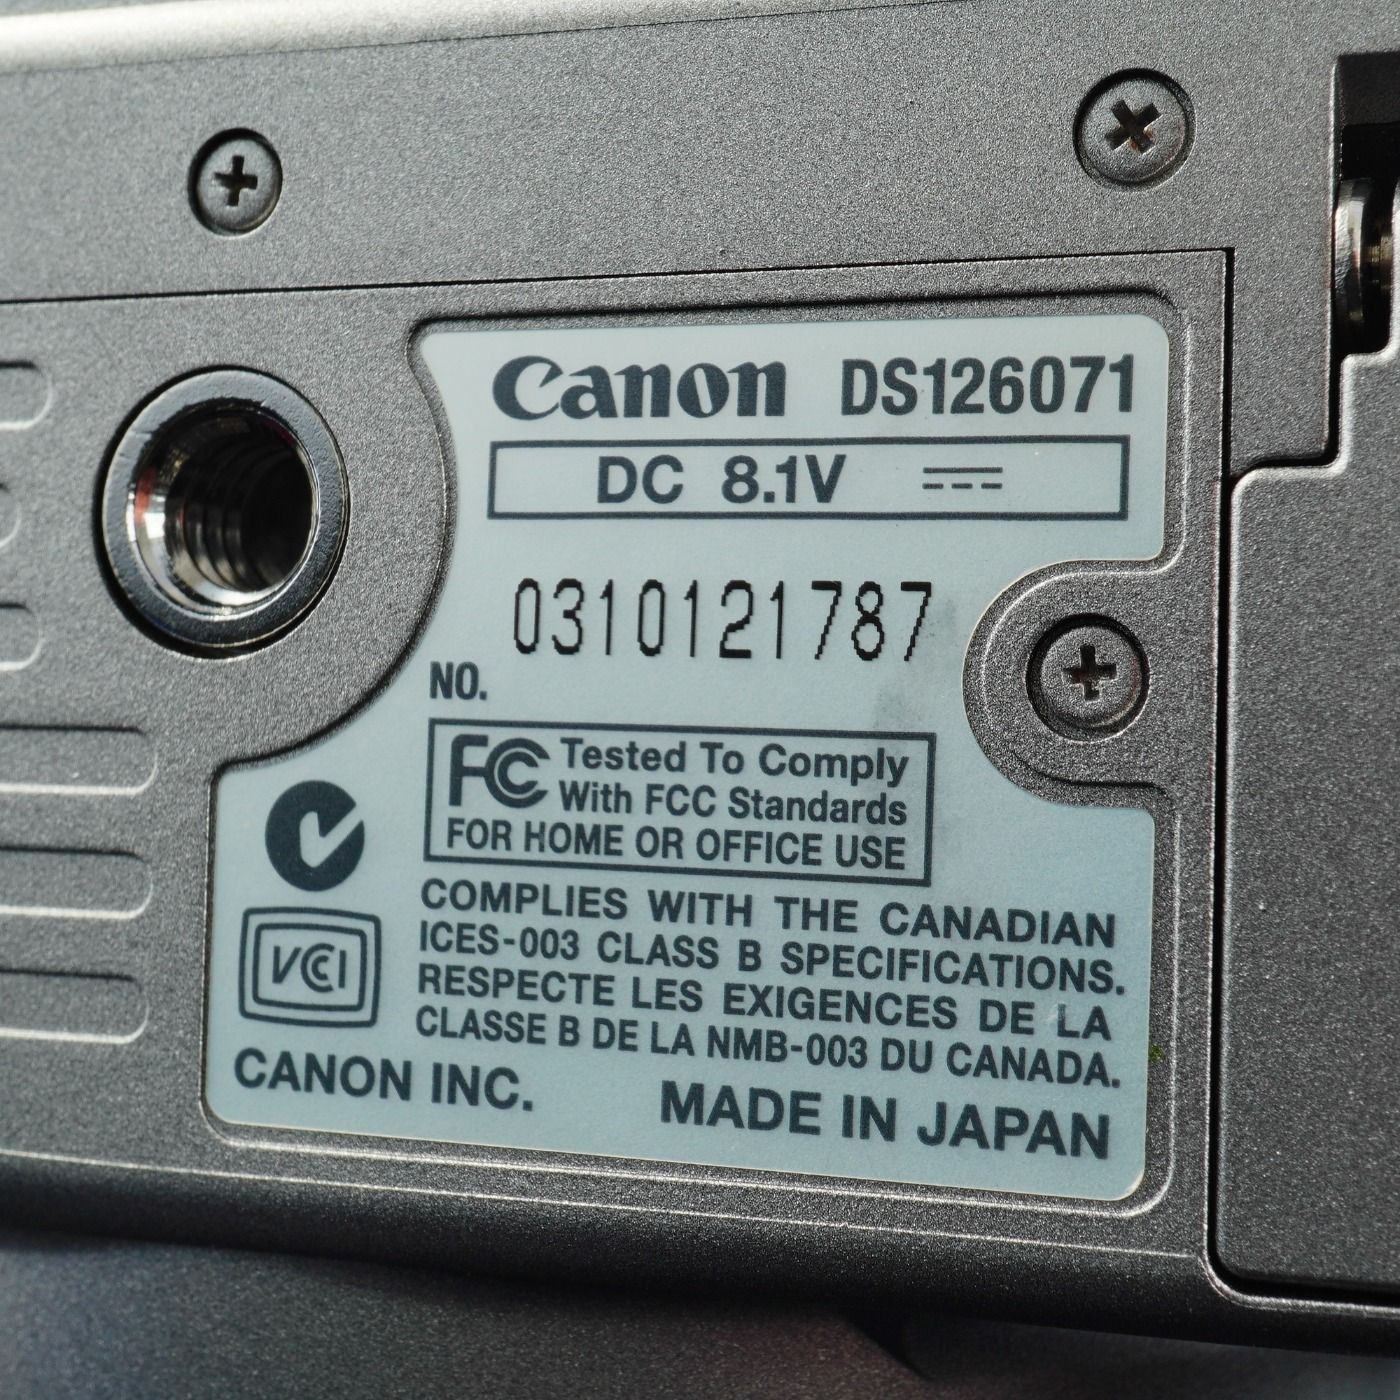 Canon DS126071
DC 8.1V
0310121787
NO.
FC Tested To Comply
With FCC Standards
FOR HOME OR OFFICE USE
COMPLIES WITH THE CANADIAN
ICES-003 CLASS B SPECIFICATIONS.
RESPECTE LES EXIGENCES DE LA
CLASSE B DE LA NMB-003 DU CANADA.
VCCI
CANON INC. MADE IN JAPAN